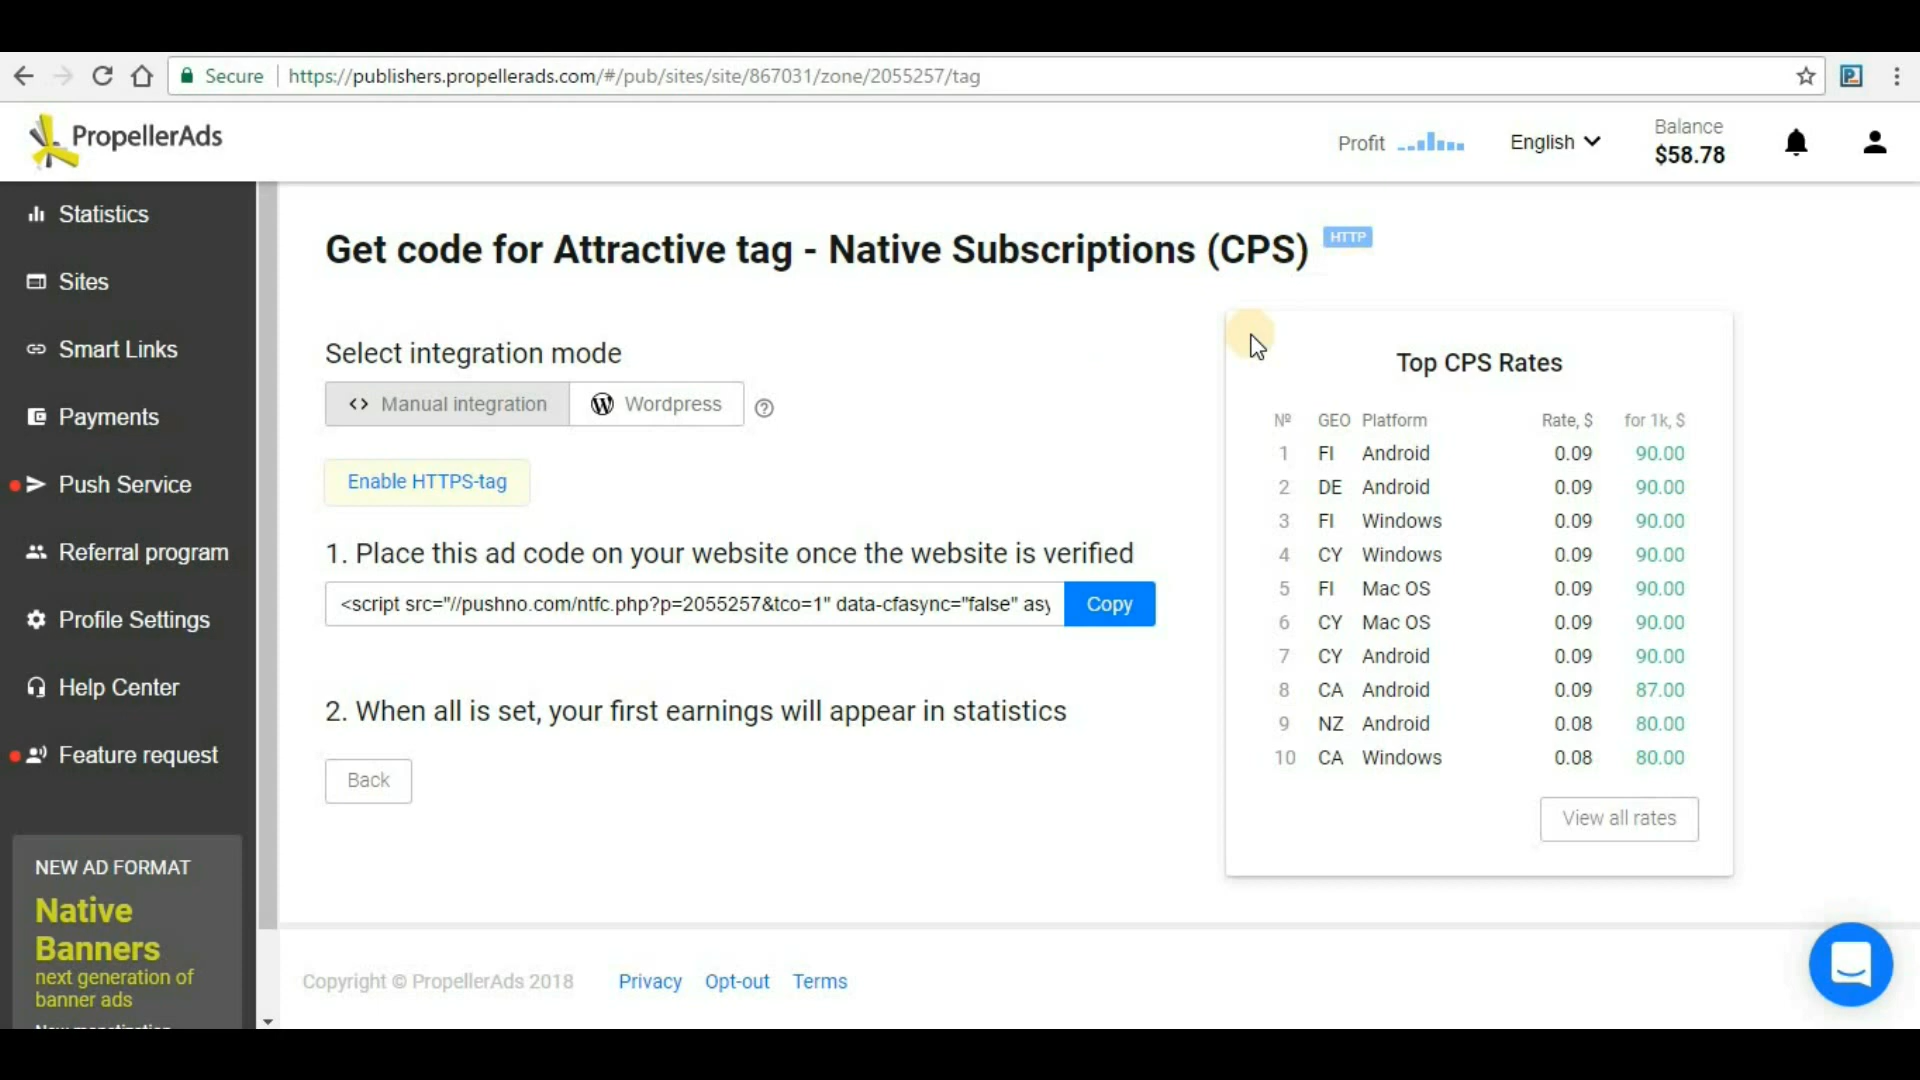 Secure https://publishers.propellerads.com/#/pub/sites/site/867031/zone/2055257/tag
PropellerAds
Profit
English
Balance
$58.78
Statistics
Sites
Smart Links
Payments
Push Service
Referral program
Profile Settings
Help Center
Feature request
NEW AD FORMAT
Native
Banners
next generation of
banner ads
Get code for Attractive tag - Native Subscriptions (CPS) HTTP
Select integration mode
<> Manual integration
Wordpress
Enable HTTPS-tag
1. Place this ad code on your website once the website is verified
<script src="//pushno.com/ntfc.php?p=2055257&tco=1" data-cfasync="false" asy
Copy
2. When all is set, your first earnings will appear in statistics
Back
Top CPS Rates
Nº GEO Platform Rate, $ for 1k, $
1 FI Android 0.09 90.00
2 DE Android 0.09 90.00
3 FI Windows 0.09 90.00
4 CY Windows 0.09 90.00
5 FI Mac OS 0.09 90.00
6 CY Mac OS 0.09 90.00
7 CY Android 0.09 90.00
8 CA Android 0.09 87.00
9 NZ Android 0.08 80.00
10 CA Windows 0.08 80.00
View all rates
Copyright © PropellerAds 2018 Privacy Opt-out Terms